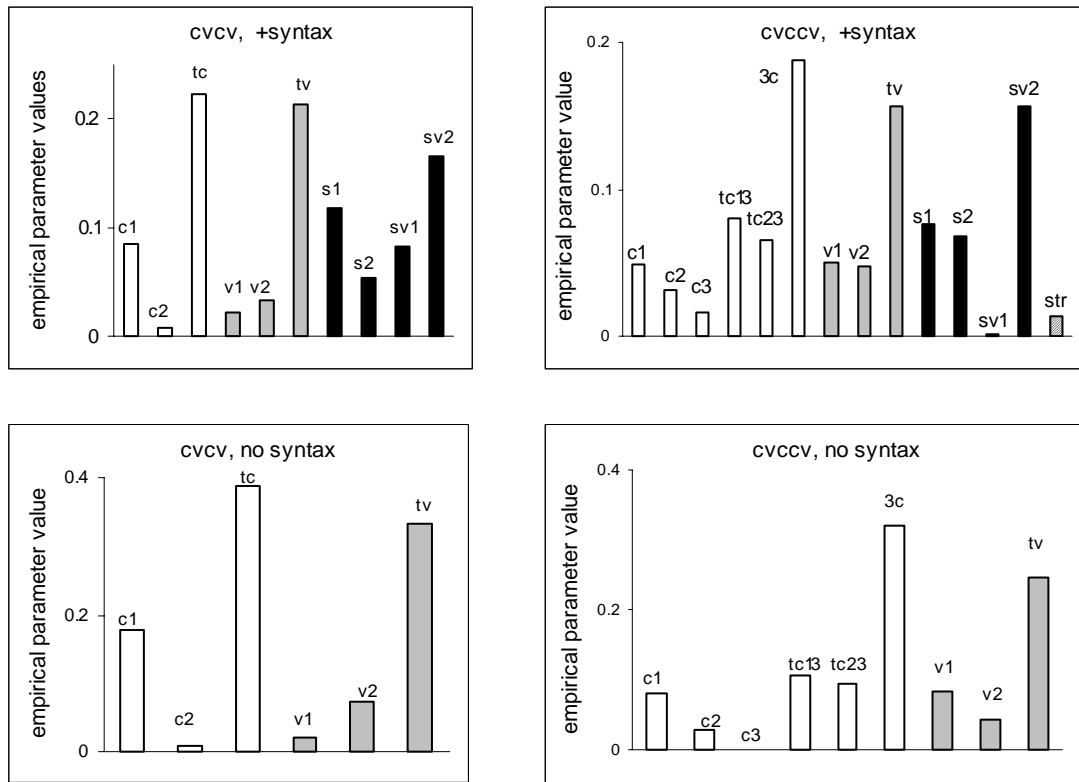 cvcv, +syntax
empirical parameter values
0.2
0.1
0
c1
c2
tc
v1
v2
tv
s1
s2
sv1
sv2
cvccv, +syntax
empirical parameter value
0.2
0.1
0
c1
c2
c3
tc13
tc23
3c
v1
v2
tv
s1
s2
sv1
sv2
str
cvcv, no syntax
empirical parameter value
0.4
0.2
0
c1
c2
tc
v1
v2
tv
cvccv, no syntax
empirical parameter value
0.4
0.2
0
c1
c2
c3
tc13
tc23
3c
v1
v2
tv